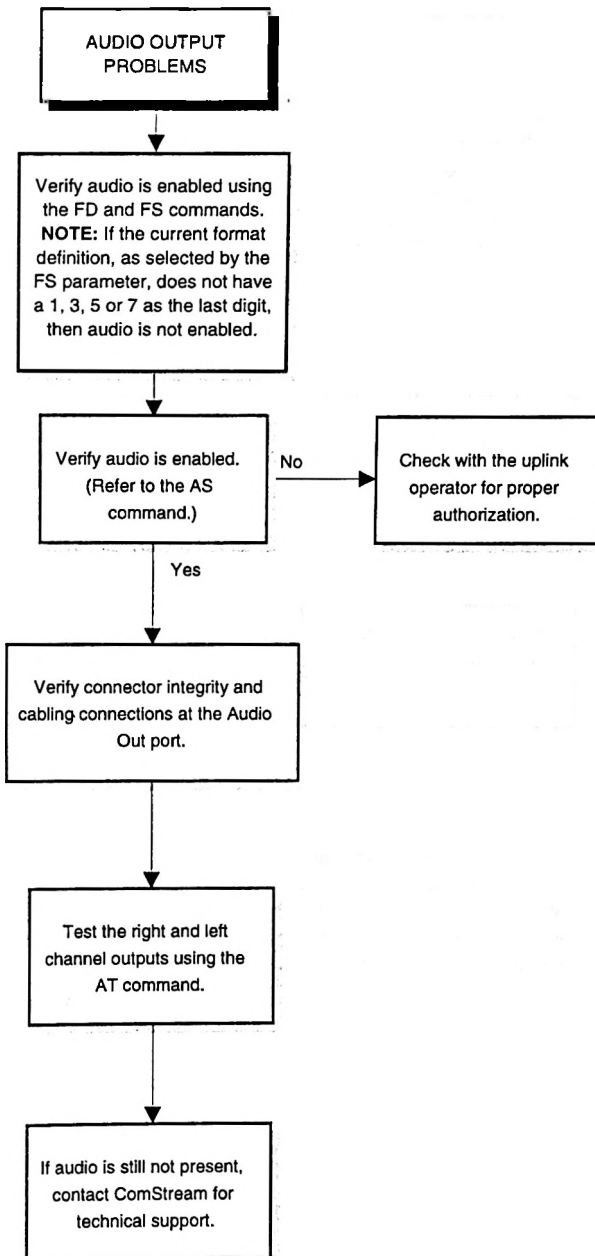 AUDIO OUTPUT
PROBLEMS
Verify audio is enabled using
the FD and FS commands.
NOTE: If the current format
definition, as selected by the
FS parameter, does not have
a 1, 3, 5 or 7 as the last digit,
then audio is not enabled.
Verify audio is enabled.
(Refer to the AS
command.)
No
Check with the uplink
operator for proper
authorization.
Yes
Verify connector integrity and
cabling connections at the Audio
Out port.
Test the right and left
channel outputs using the
AT command.
If audio is still not present,
contact ComStream for
technical support.